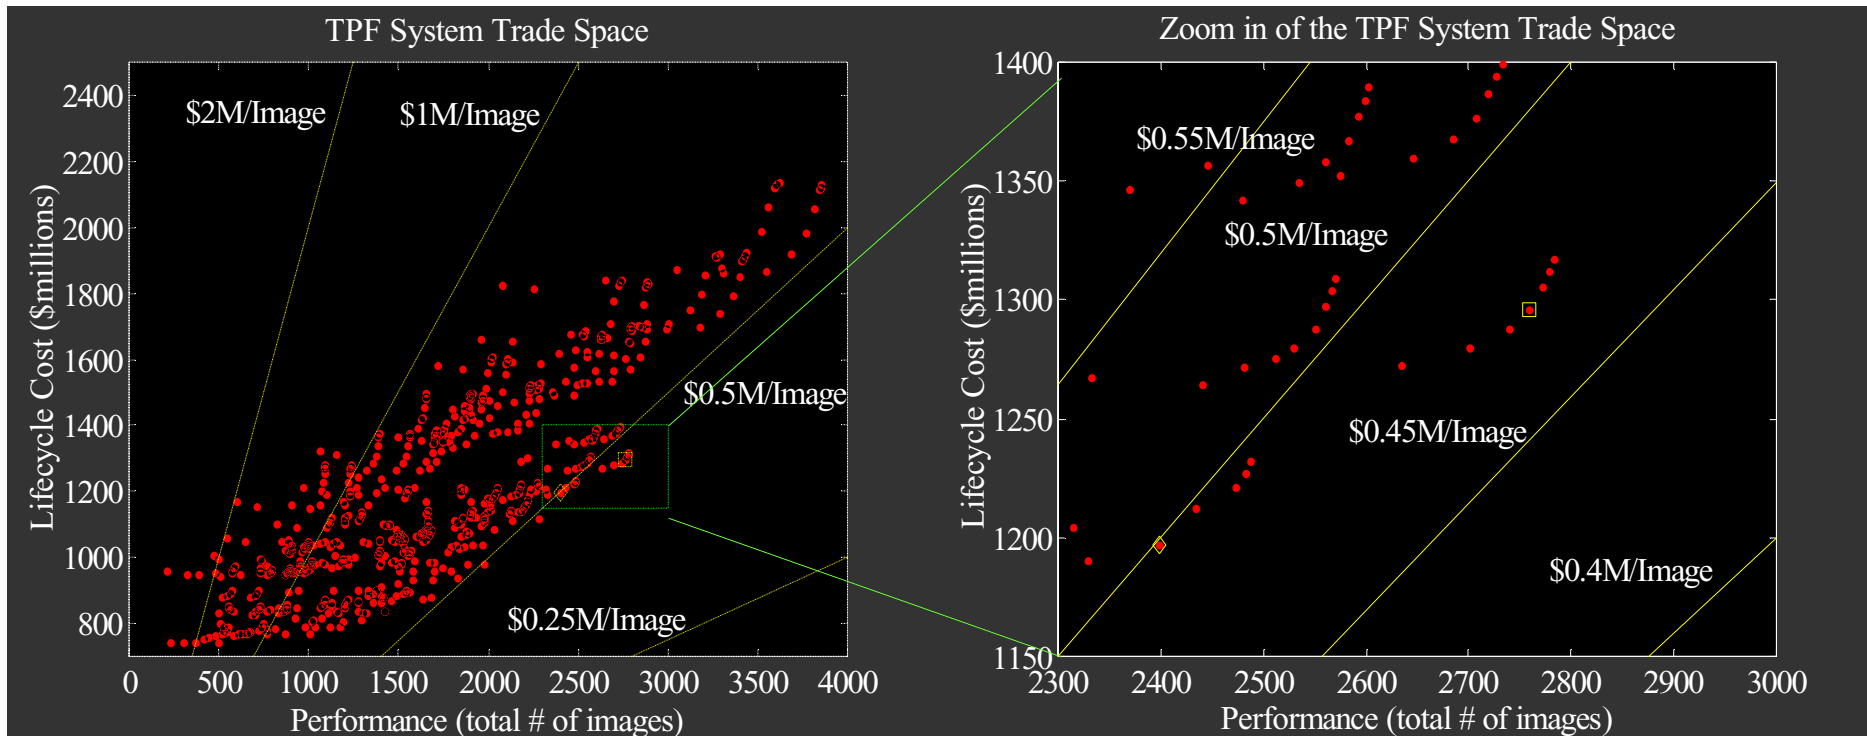 TPF System Trade Space
Lifecycle Cost ($millions)
2400
2200
2000
1800
1600
1400
1200
1000
800
$2M/Image
$1M/Image
$0.5M/Image
$0.25M/Image
0 500 1000 1500 2000 2500 3000 3500 4000
Performance (total # of images)
Zoom in of the TPF System Trade Space
Lifecycle Cost ($millions)
1400
1350
1300
1250
1200
1150
$0.55M/Image
$0.5M/Image
$0.45M/Image
$0.4M/Image
2300 2400 2500 2600 2700 2800 2900 3000
Performance (total # of images)